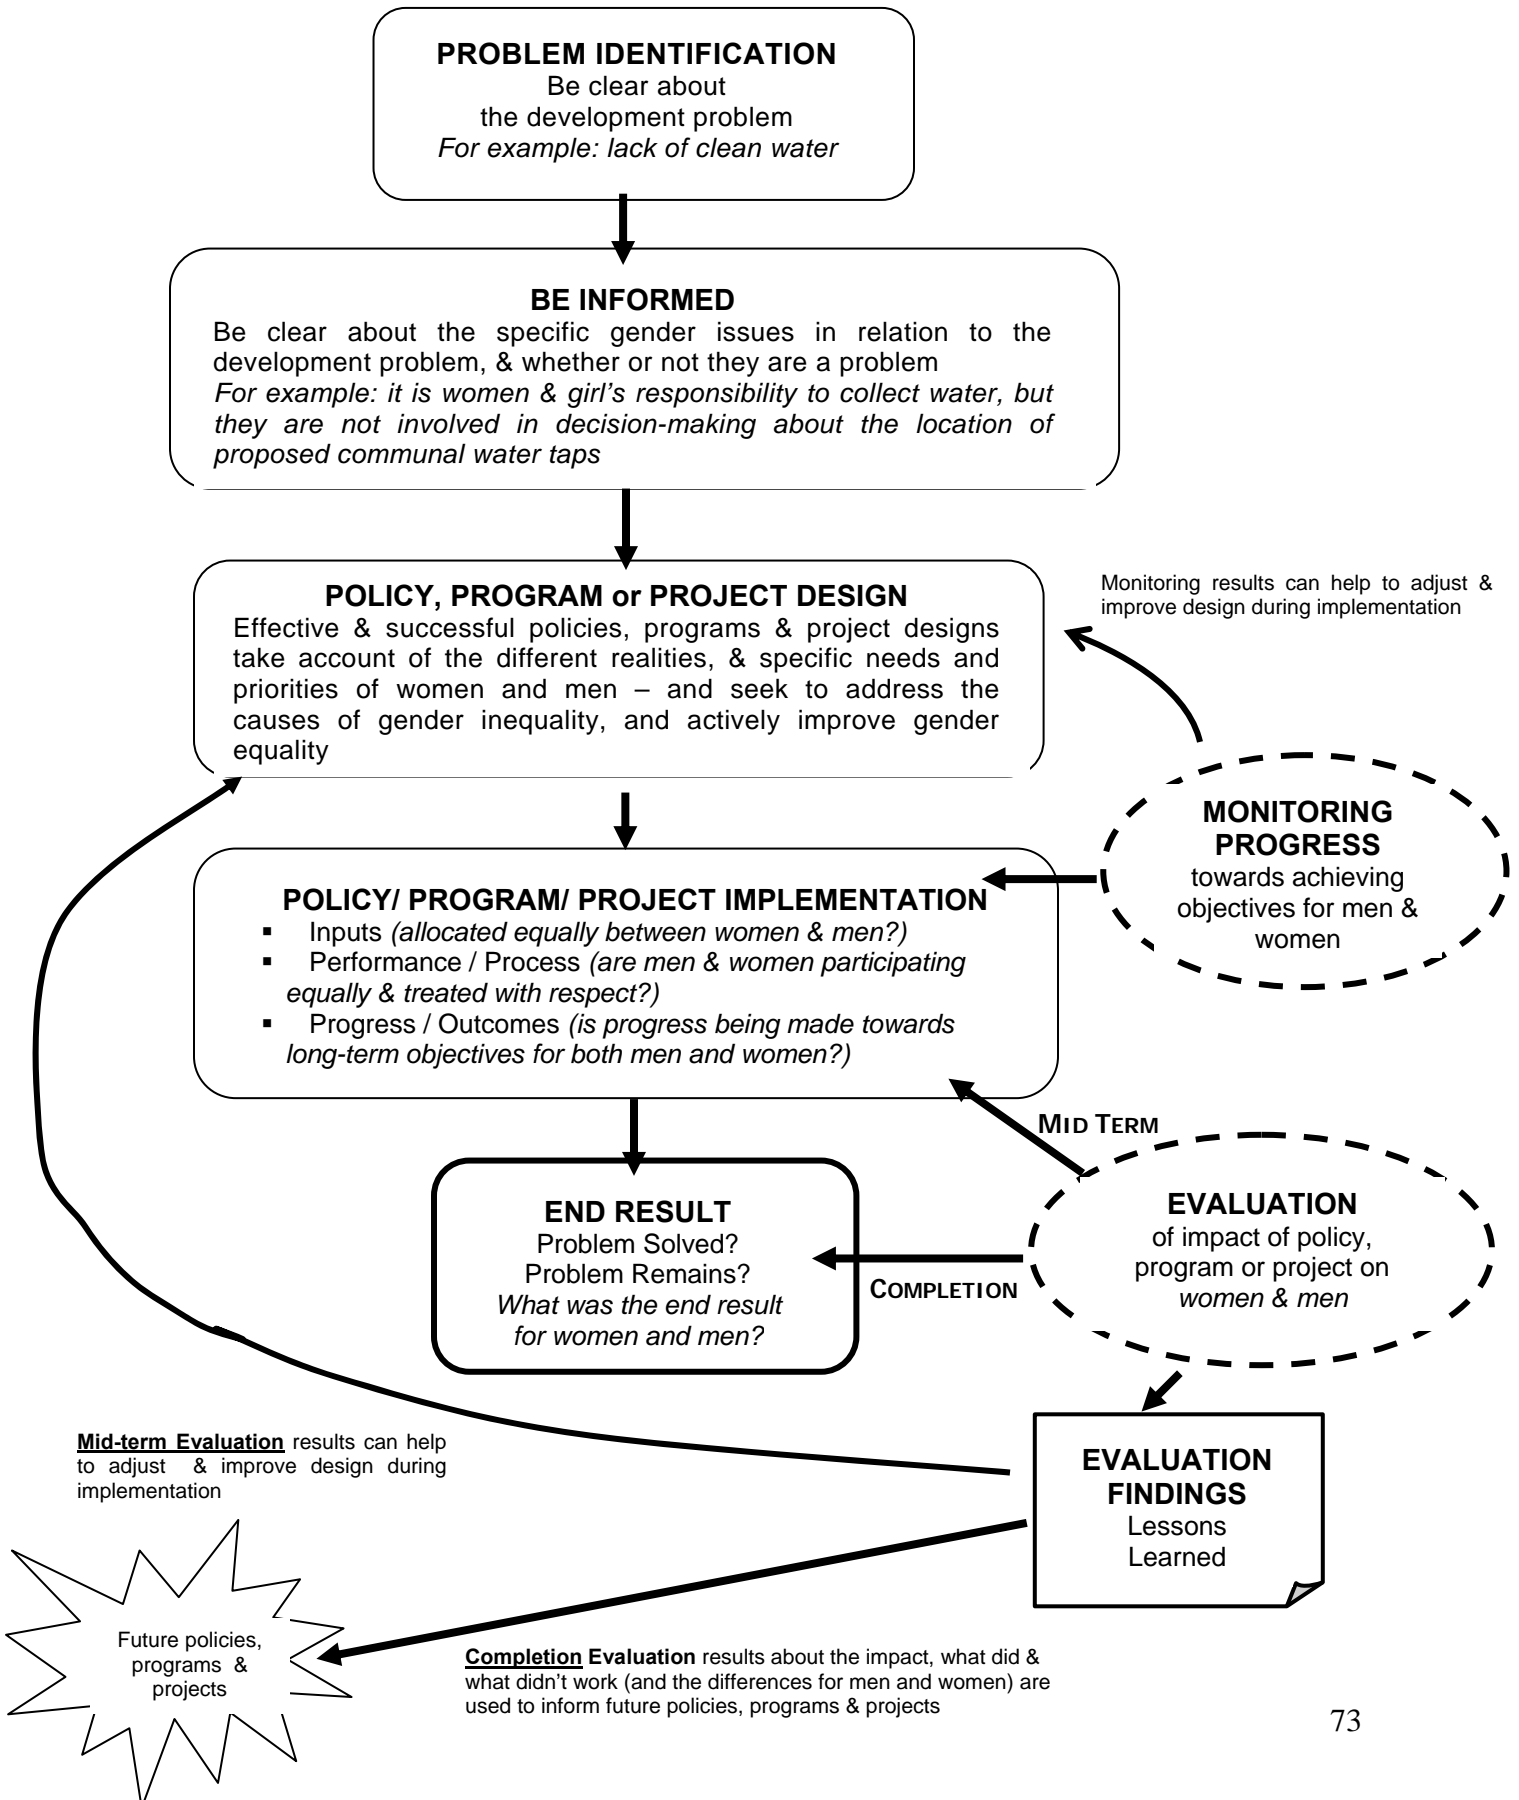 PROBLEM IDENTIFICATION
Be clear about
the development problem
For example: lack of clean water
BE INFORMED
Be clear about the specific gender issues in relation to the
development problem, & whether or not they are a problem
For example: it is women & girl's responsibility to collect water, but
they are not involved in decision-making about the location of
proposed communal water taps
POLICY, PROGRAM or PROJECT DESIGN
Effective & successful policies, programs & project designs
take account of the different realities, & specific needs and
priorities of women and men – and seek to address the
causes of gender inequality, and actively improve gender
equality
Monitoring results can help to adjust &
improve design during implementation
MONITORING
PROGRESS
towards achieving
objectives for men &
women
POLICY/ PROGRAM/ PROJECT IMPLEMENTATION
▪ Inputs (allocated equally between women & men?)
▪ Performance / Process (are men & women participating
equally & treated with respect?)
▪ Progress / Outcomes (is progress being made towards
long-term objectives for both men and women?)
MID TERM
END RESULT
Problem Solved?
Problem Remains?
What was the end result
for women and men?
COMPLETION
EVALUATION
of impact of policy,
program or project on
women & men
Mid-term Evaluation results can help
to adjust & improve design during
implementation
EVALUATION
FINDINGS
Lessons
Learned
Future policies,
programs &
projects
Completion Evaluation results about the impact, what did &
what didn't work (and the differences for men and women) are
used to inform future policies, programs & projects
73